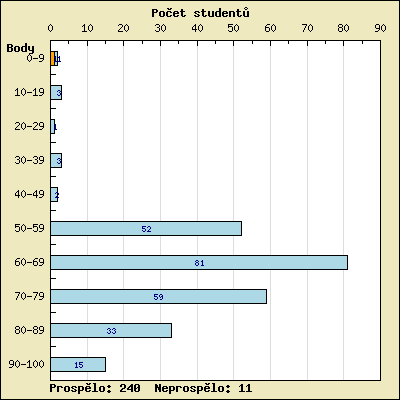 Počet studentů
0 10 20 30 40 50 60 70 80 90
Body
0-9 1 1
10-19 3
20-29 1
30-39 3
40-49 2
50-59 52
60-69 81
70-79 59
80-89 33
90-100 15
Prospělo: 240 Neprospělo: 11